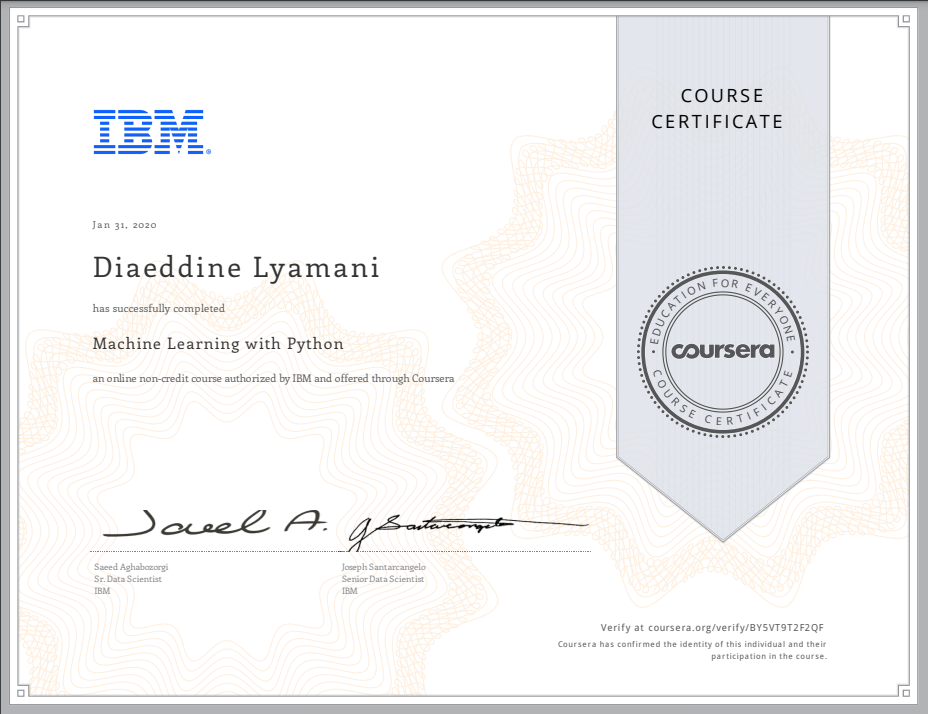 COURSE
CERTIFICATE
IBM®
Jan 31, 2020
Diaeddine Lyamani
has successfully completed
Machine Learning with Python
an online non-credit course authorized by IBM and offered through Coursera
EDUCATION FOR EVERYONE
coursera
COURSE CERTIFICATE
Saeed A.
J Santarcangelo
Saeed Aghabozorgi
Sr. Data Scientist
IBM
Joseph Santarcangelo
Senior Data Scientist
IBM
Verify at coursera.org/verify/BY5VT9T2F2QF
Coursera has confirmed the identity of this individual and their
participation in the course.